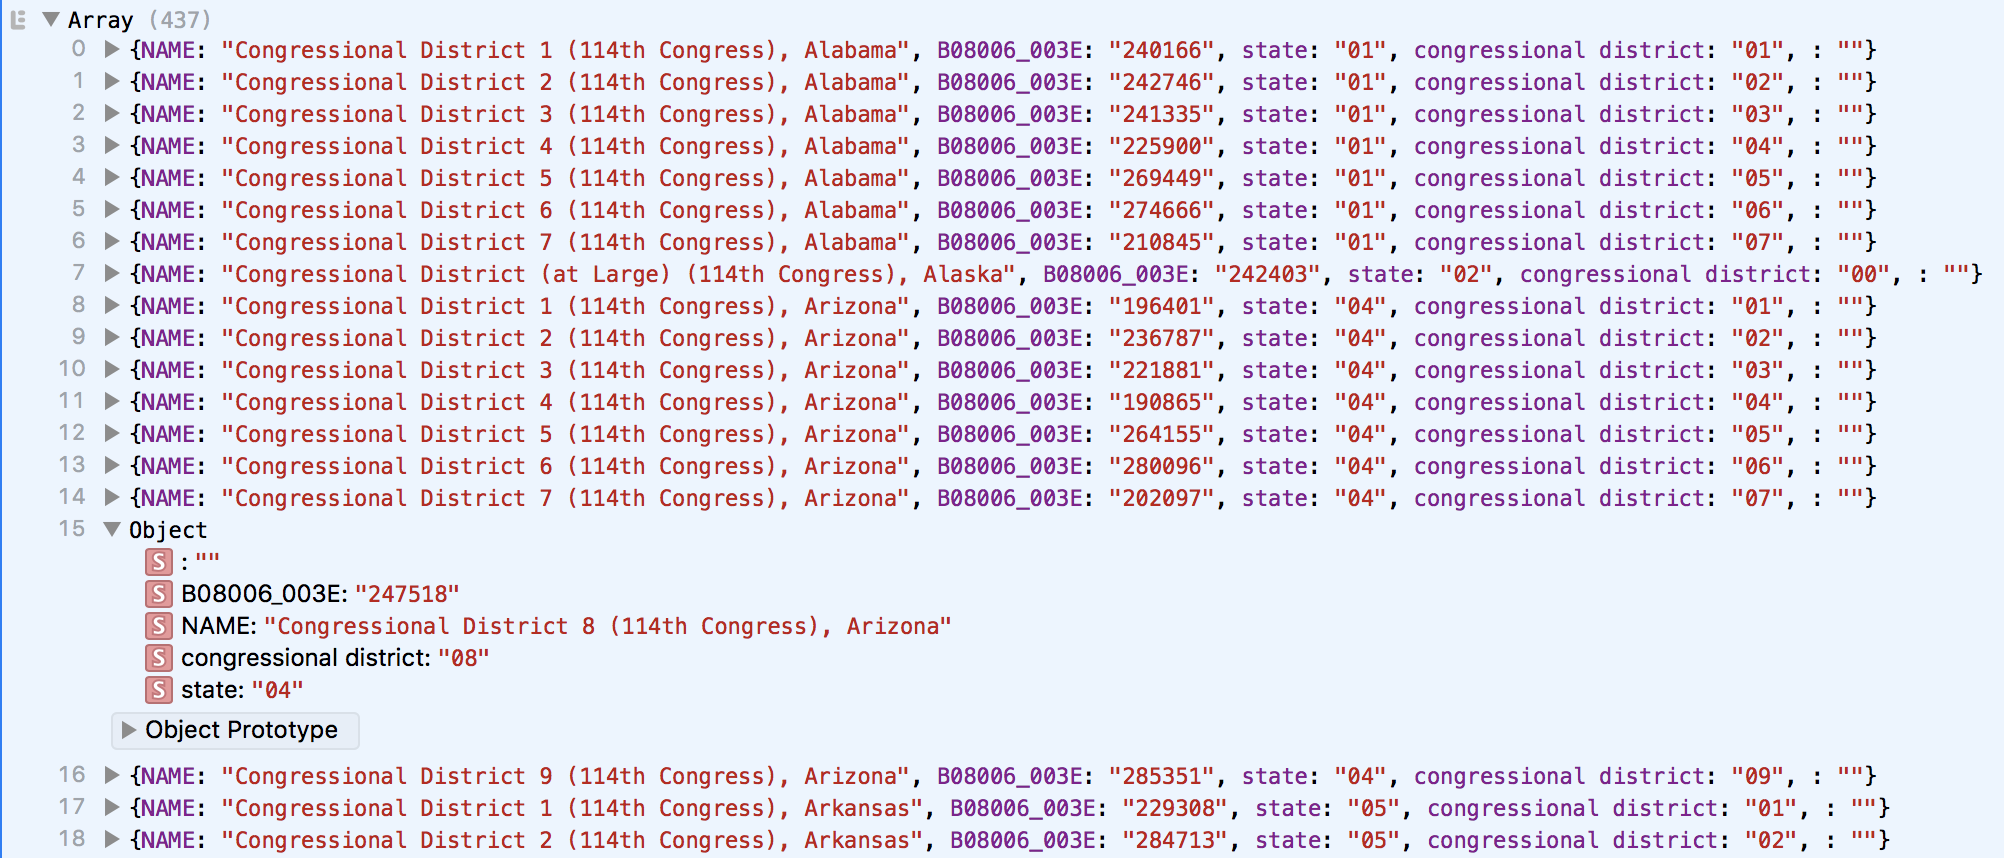 Array (437)
0 {NAME: "Congressional District 1 (114th Congress), Alabama", B08006_003E: "240166", state: "01", congressional district: "01", : ""}
1 {NAME: "Congressional District 2 (114th Congress), Alabama", B08006_003E: "242746", state: "01", congressional district: "02", : ""}
2 {NAME: "Congressional District 3 (114th Congress), Alabama", B08006_003E: "241335", state: "01", congressional district: "03", : ""}
3 {NAME: "Congressional District 4 (114th Congress), Alabama", B08006_003E: "225900", state: "01", congressional district: "04", : ""}
4 {NAME: "Congressional District 5 (114th Congress), Alabama", B08006_003E: "269449", state: "01", congressional district: "05", : ""}
5 {NAME: "Congressional District 6 (114th Congress), Alabama", B08006_003E: "274666", state: "01", congressional district: "06", : ""}
6 {NAME: "Congressional District 7 (114th Congress), Alabama", B08006_003E: "210845", state: "01", congressional district: "07", : ""}
7 {NAME: "Congressional District (at Large) (114th Congress), Alaska", B08006_003E: "242403", state: "02", congressional district: "00", : ""}
8 {NAME: "Congressional District 1 (114th Congress), Arizona", B08006_003E: "196401", state: "04", congressional district: "01", : ""}
9 {NAME: "Congressional District 2 (114th Congress), Arizona", B08006_003E: "236787", state: "04", congressional district: "02", : ""}
10 {NAME: "Congressional District 3 (114th Congress), Arizona", B08006_003E: "221881", state: "04", congressional district: "03", : ""}
11 {NAME: "Congressional District 4 (114th Congress), Arizona", B08006_003E: "190865", state: "04", congressional district: "04", : ""}
12 {NAME: "Congressional District 5 (114th Congress), Arizona", B08006_003E: "264155", state: "04", congressional district: "05", : ""}
13 {NAME: "Congressional District 6 (114th Congress), Arizona", B08006_003E: "280096", state: "04", congressional district: "06", : ""}
14 {NAME: "Congressional District 7 (114th Congress), Arizona", B08006_003E: "202097", state: "04", congressional district: "07", : ""}
15 Object
S : ""
S B08006_003E: "247518"
S NAME: "Congressional District 8 (114th Congress), Arizona"
S congressional district: "08"
S state: "04"
Object Prototype
16 {NAME: "Congressional District 9 (114th Congress), Arizona", B08006_003E: "285351", state: "04", congressional district: "09", : ""}
17 {NAME: "Congressional District 1 (114th Congress), Arkansas", B08006_003E: "229308", state: "05", congressional district: "01", : ""}
18 {NAME: "Congressional District 2 (114th Congress), Arkansas", B08006_003E: "284713", state: "05", congressional district: "02", : ""}